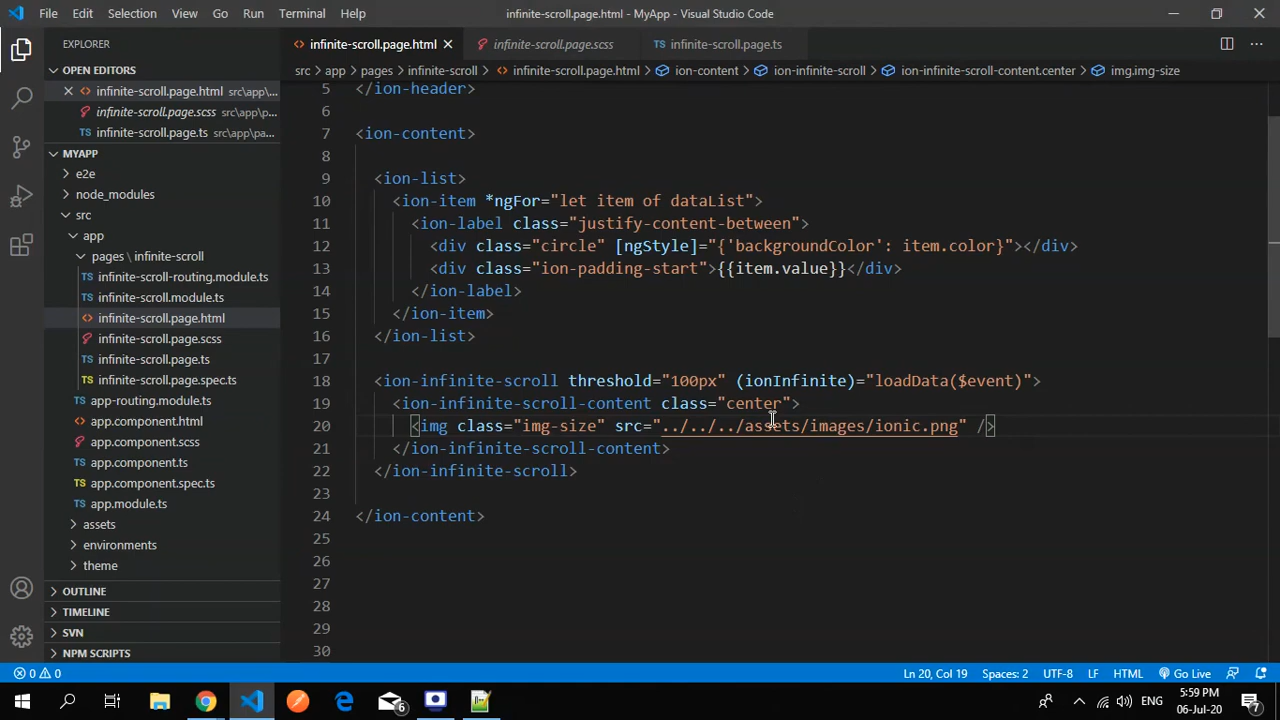 File Edit Selection View Go Run Terminal Help infinite-scroll.page.html - MyApp - Visual Studio Code
EXPLORER
infinite-scroll.page.html infinite-scroll.page.scss infinite-scroll.page.ts
OPEN EDITORS
infinite-scroll.page.html src\app\...
infinite-scroll.page.scss src\app\p...
infinite-scroll.page.ts src\app\pa...
MYAPP
e2e
node_modules
src
app
pages \ infinite-scroll
infinite-scroll-routing.module.ts
infinite-scroll.module.ts
infinite-scroll.page.html
infinite-scroll.page.scss
infinite-scroll.page.ts
infinite-scroll.page.spec.ts
app-routing.module.ts
app.component.html
app.component.scss
app.component.ts
app.component.spec.ts
app.module.ts
assets
environments
theme
OUTLINE
TIMELINE
SVN
NPM SCRIPTS
src > app > pages > infinite-scroll > infinite-scroll.page.html > ion-content > ion-infinite-scroll > ion-infinite-scroll-content.center > img.img-size
5 </ion-header>
6
7 <ion-content>
8
9 <ion-list>
10 <ion-item *ngFor="let item of dataList">
11 <ion-label class="justify-content-between">
12 <div class="circle" [ngStyle]="{'backgroundColor': item.color}"></div>
13 <div class="ion-padding-start">{{item.value}}</div>
14 </ion-label>
15 </ion-item>
16 </ion-list>
17
18 <ion-infinite-scroll threshold="100px" (ionInfinite)="loadData($event)">
19 <ion-infinite-scroll-content class="center">
20 <img class="img-size" src="../../../assets/images/ionic.png" />
21 </ion-infinite-scroll-content>
22 </ion-infinite-scroll>
23
24 </ion-content>
25
26
27
28
29
30
0 0 Ln 20, Col 19 Spaces: 2 UTF-8 LF HTML Go Live
6 ENG 5:59 PM
06-Jul-20 7